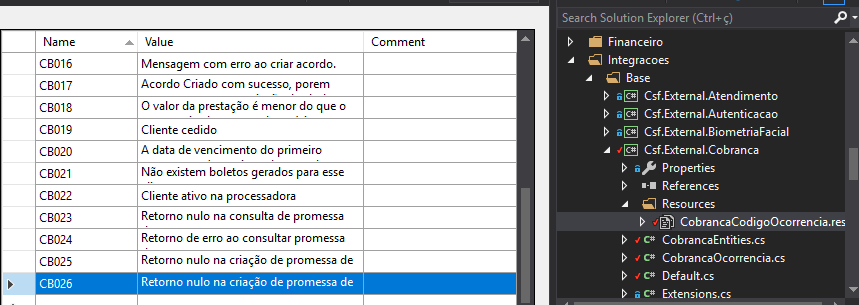 Name Value Comment
CB016 Mensagem com erro ao criar acordo.
CB017 Acordo Criado com sucesso, porem
CB018 O valor da prestação é menor do que o
CB019 Cliente cedido
CB020 A data de vencimento do primeiro
CB021 Não existem boletos gerados para esse
CB022 Cliente ativo na processadora
CB023 Retorno nulo na consulta de promessa
CB024 Retorno de erro ao consultar promessa
CB025 Retorno nulo na criação de promessa de
CB026 Retorno nulo na criação de promessa de
Search Solution Explorer (Ctrl+ç)
Financeiro
Integracoes
Base
Csf.External.Atendimento
Csf.External.Autenticacao
Csf.External.BiometriaFacial
Csf.External.Cobranca
Properties
References
Resources
CobrancaCodigoOcorrencia.res
C# CobrancaEntities.cs
C# CobrancaOcorrencia.cs
C# Default.cs
C# Extensions.cs